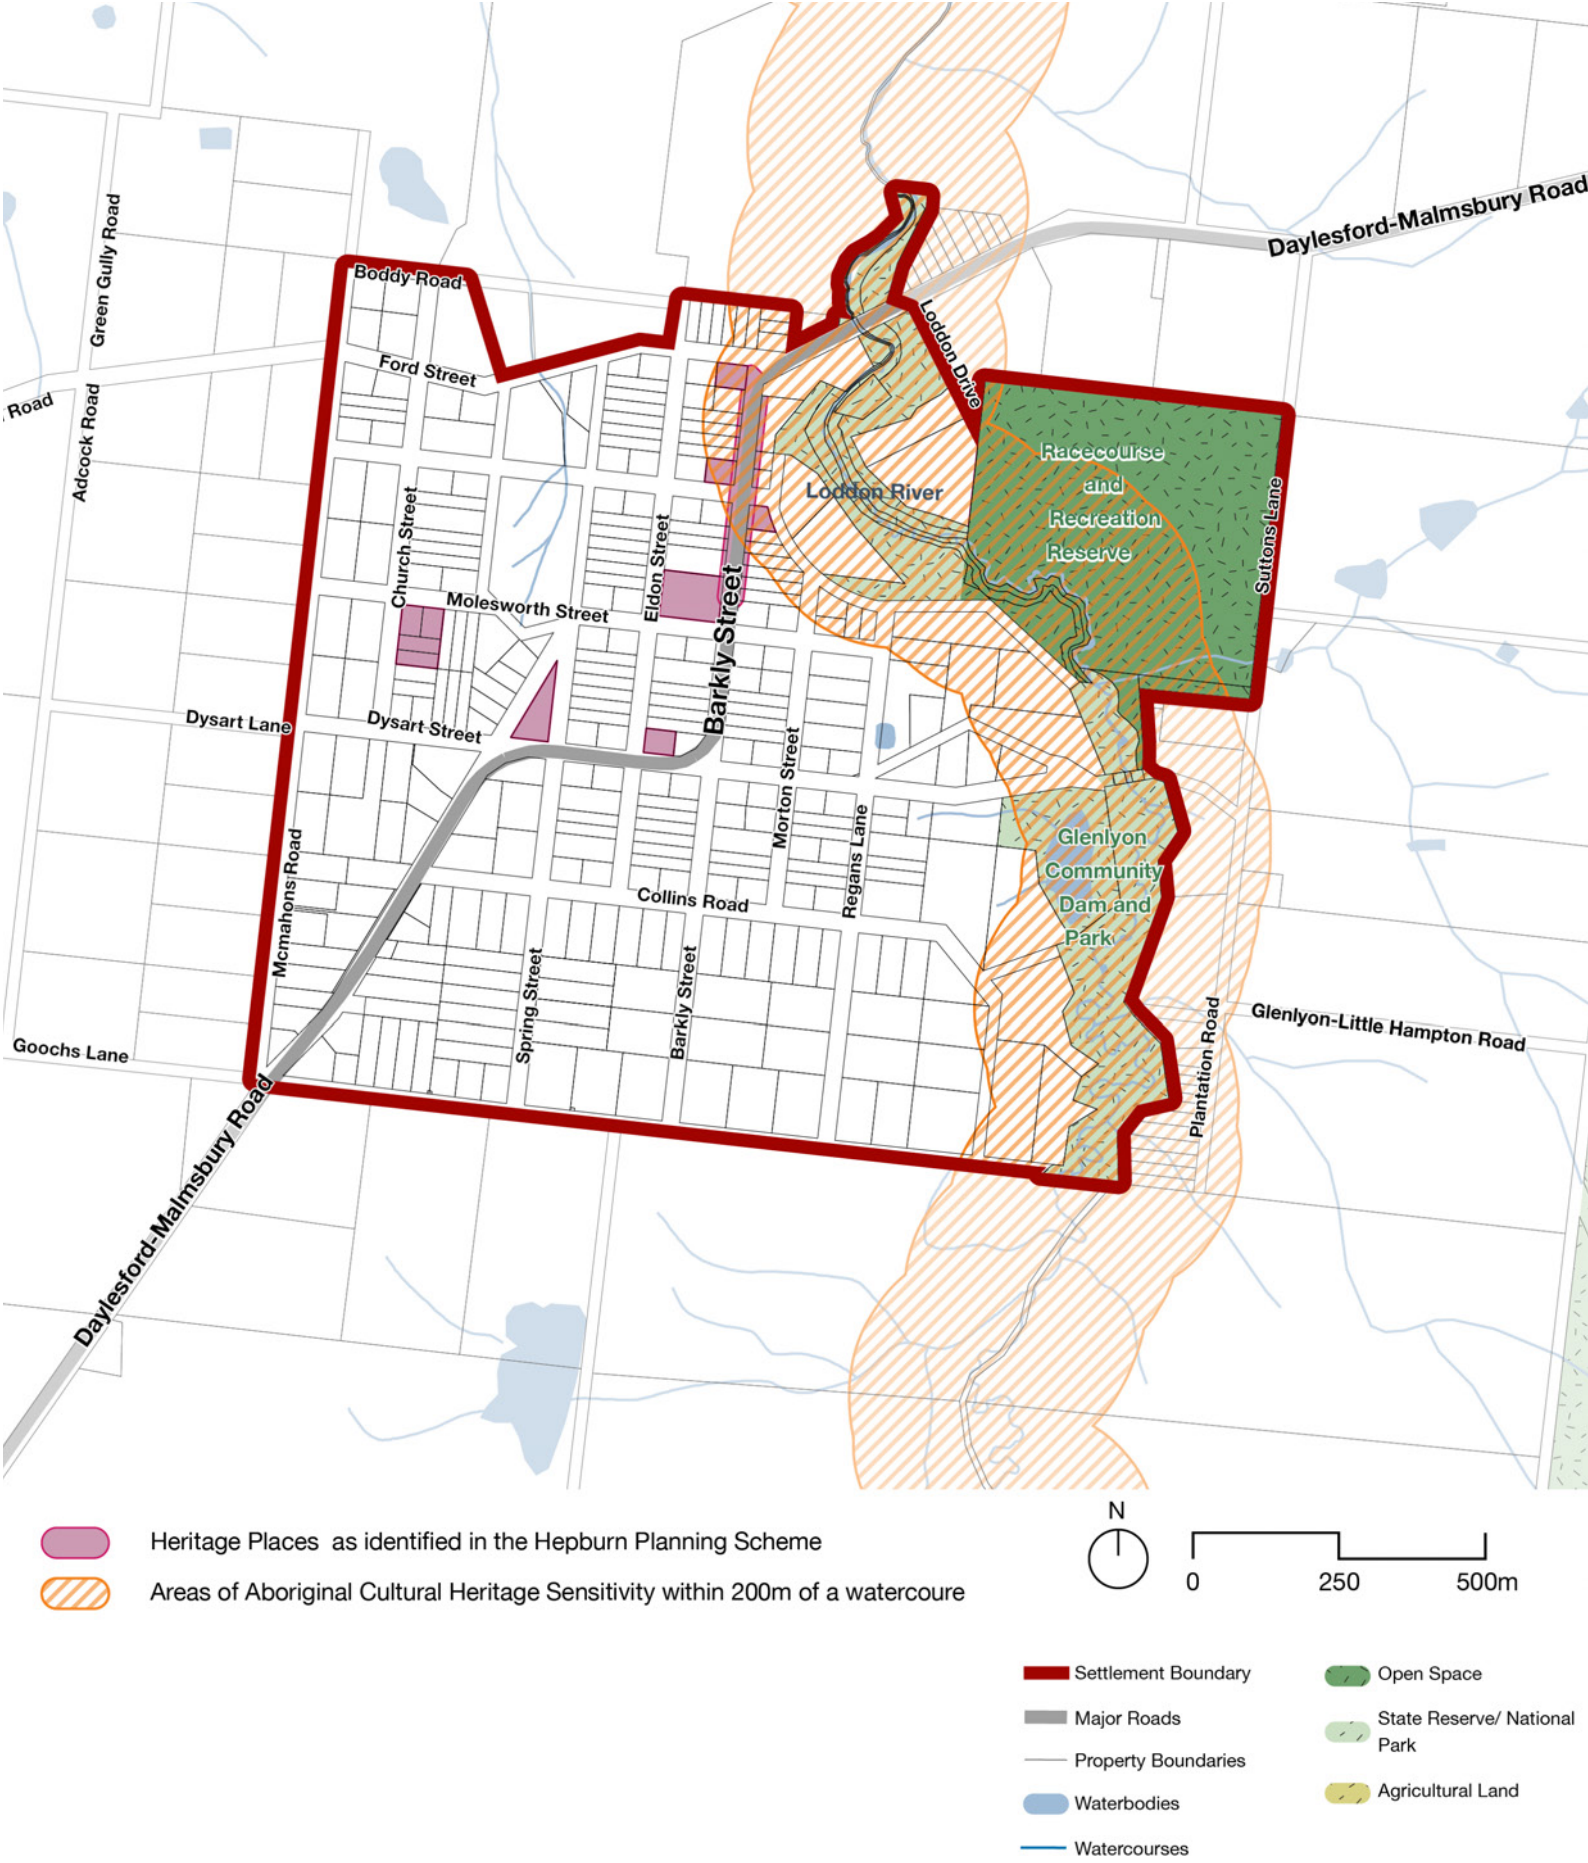 Daylesford-Malmsbury Road
Green Gully Road
Boddy Road
Loddon Drive
Ford Street
Road
Adcock Road
Racecourse
and
Recreation
Reserve
Loddon River
Suttons Lane
Church Street
Eldon Street
Molesworth Street
Barkly Street
Dysart Lane
Dysart Street
Morton Street
Regans Lane
Glenlyon
Community
Dam and
Park
Mcmahons Road
Collins Road
Spring Street
Barkly Street
Plantation Road
Glenlyon-Little Hampton Road
Goochs Lane
Daylesford-Malmsbury Road
Heritage Places as identified in the Hepburn Planning Scheme
Areas of Aboriginal Cultural Heritage Sensitivity within 200m of a watercoure
N
0 250 500m
Settlement Boundary
Major Roads
Property Boundaries
Waterbodies
Watercourses
Open Space
State Reserve/ National
Park
Agricultural Land